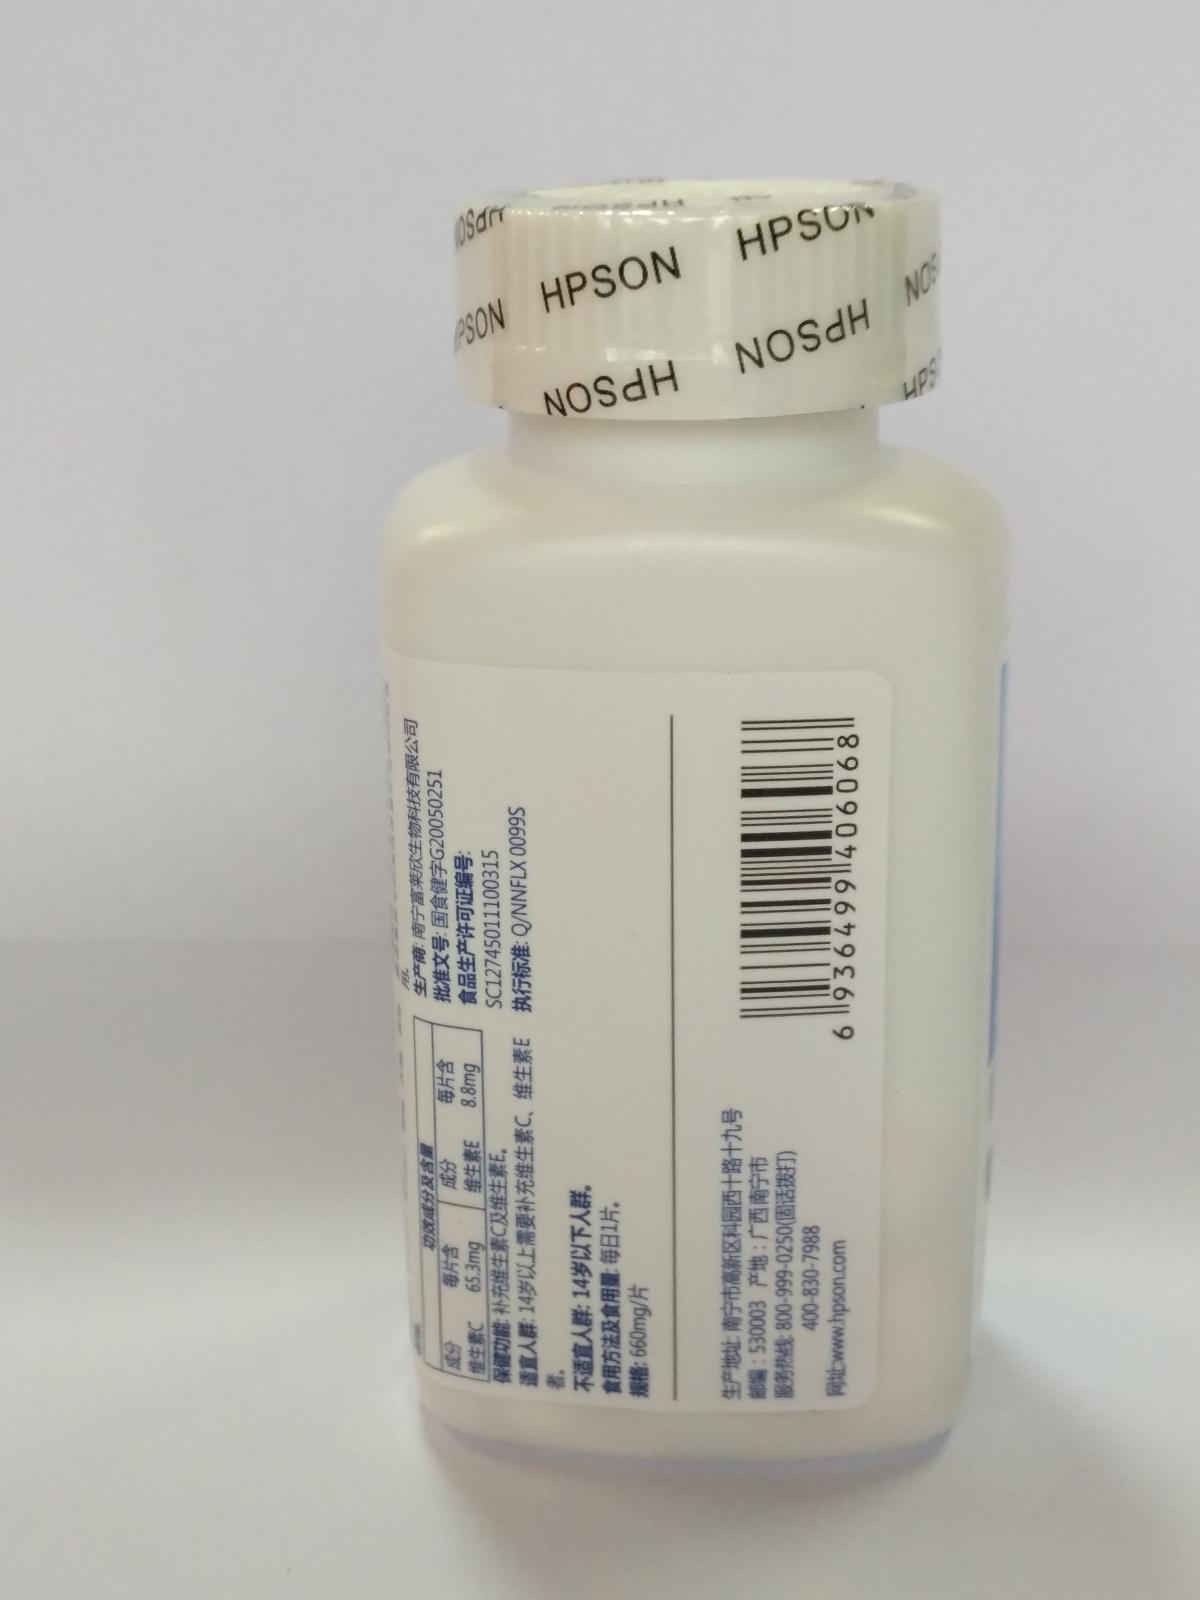 HPSON
HPSON
HPSON
HPSON
HPSON
HPSON
HPSON
用。
生产商: 南宁富莱欣生物科技有限公司
批准文号: 国食健字G20050251
食品生产许可证编号:
SC12745011100315
执行标准: Q/NNFLX 0099S
功效成分及含量
成分 每片含 成分 每片含
维生素C 65.3mg 维生素E 8.8mg
保健功能: 补充维生素C及维生素E。
适宜人群: 14岁以上需要补充维生素C、维生素E
者。
不适宜人群: 14岁以下人群。
食用方法及食用量: 每日1片。
规格: 660mg/片
生产地址: 南宁市高新区科园西十路十九号
邮编：530003 产地：广西南宁市
服务热线: 800-999-0250(固话拨打)
400-830-7988
网址:www.hpson.com
6 936499 406068